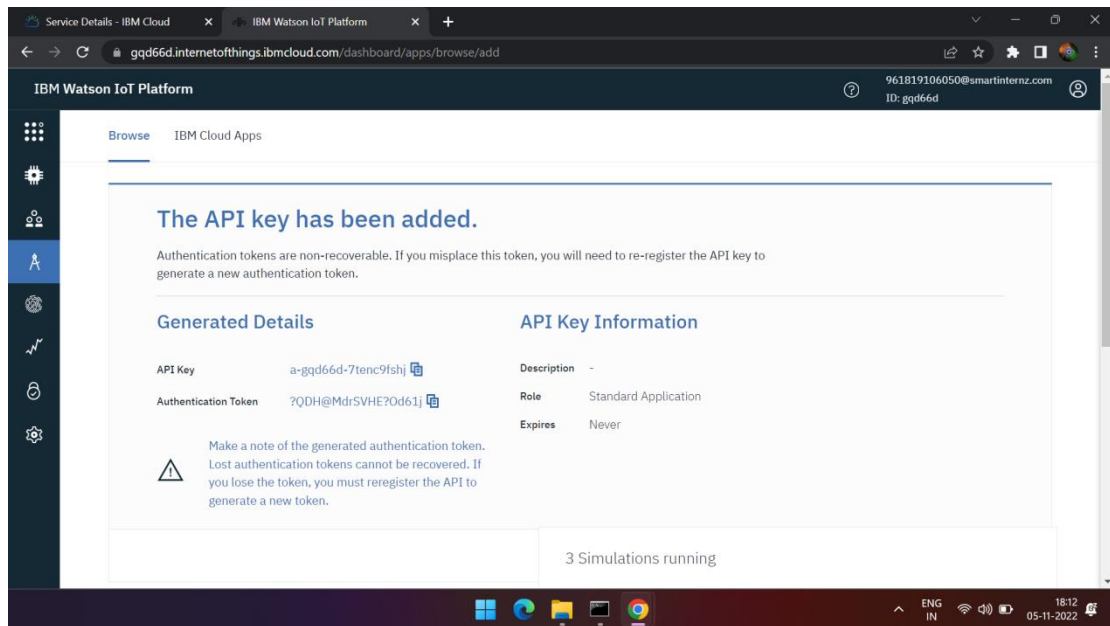 Service Details - IBM Cloud
IBM Watson IoT Platform
gqd66d.internetofthings.ibmcloud.com/dashboard/apps/browse/add
IBM Watson IoT Platform
961819106050@smartinternz.com
ID: gqd66d
Browse
IBM Cloud Apps
The API key has been added.
Authentication tokens are non-recoverable. If you misplace this token, you will need to re-register the API key to
generate a new authentication token.
Generated Details
API Key a-gqd66d-7tenc9fshj
Authentication Token ?QDH@MdrSVHE?Od61j
Make a note of the generated authentication token.
Lost authentication tokens cannot be recovered. If
you lose the token, you must reregister the API to
generate a new token.
API Key Information
Description -
Role Standard Application
Expires Never
3 Simulations running
ENG
IN
18:12
05-11-2022